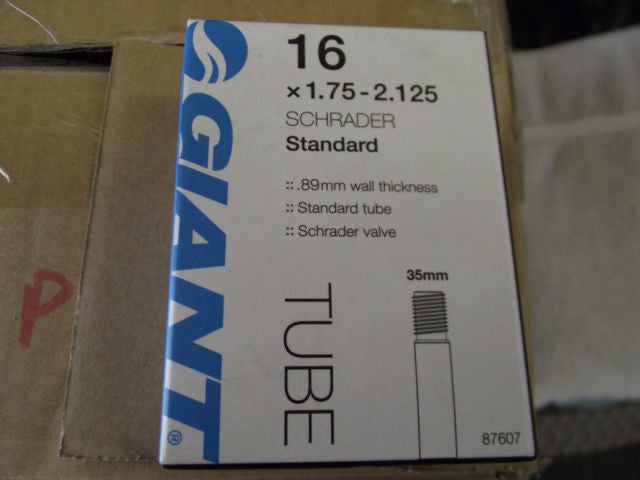 16
× 1.75 - 2.125
SCHRADER
Standard
:: .89mm wall thickness
:: Standard tube
:: Schrader valve
35mm
GIANT®
TUBE
87607
P